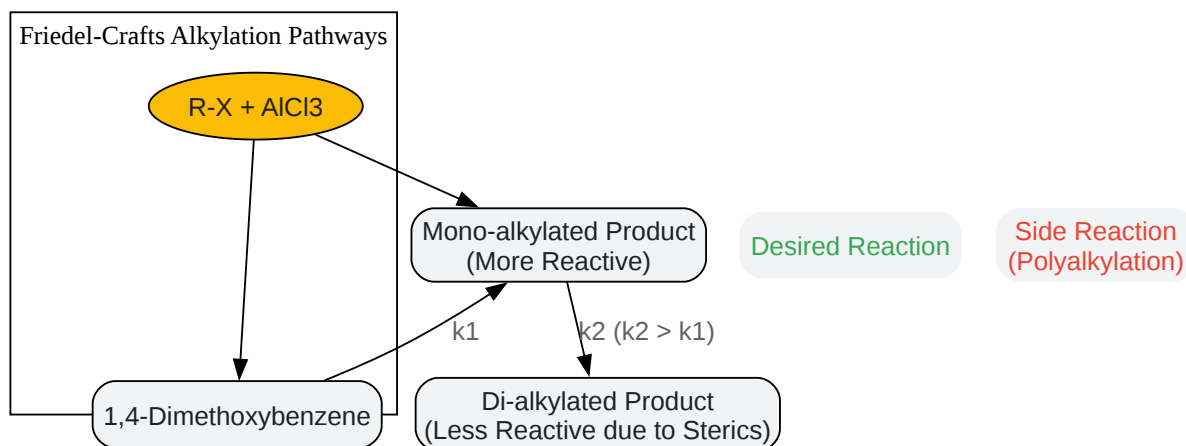 Friedel-Crafts Alkylation Pathways
R-X + AlCl3
Mono-alkylated Product
(More Reactive)
Desired Reaction
Side Reaction
(Polyalkylation)
k1
k2 (k2 > k1)
1,4-Dimethoxybenzene
Di-alkylated Product
(Less Reactive due to Sterics)